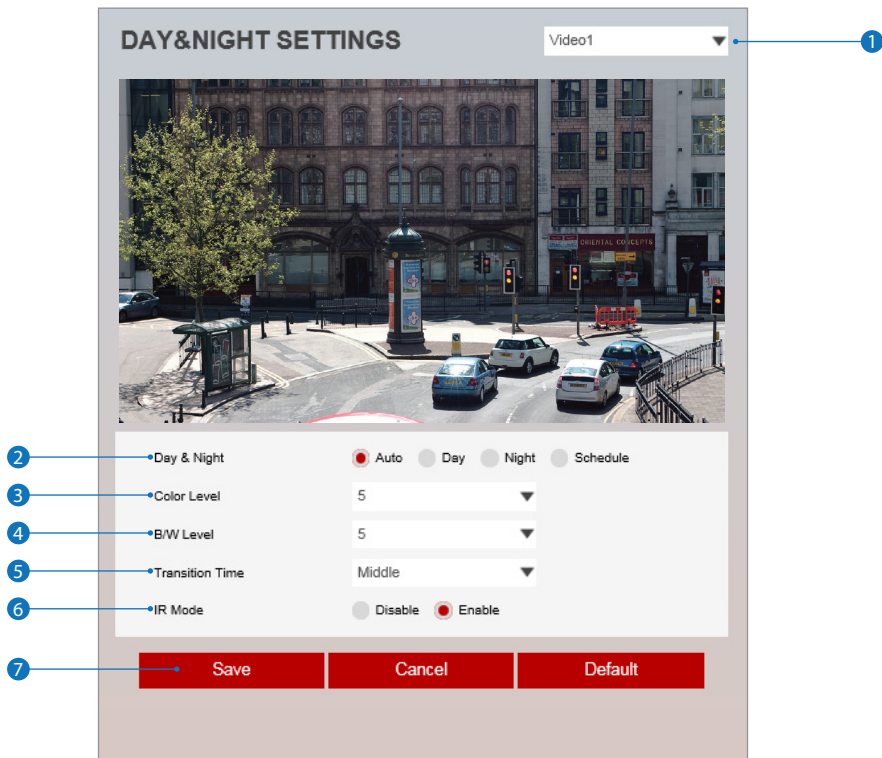 DAY&NIGHT SETTINGS Video1 1
ORIENTAL CONCEPTS
2 Day & Night Auto Day Night Schedule
3 Color Level 5
4 B/W Level 5
5 Transition Time Middle
6 IR Mode Disable Enable
7 Save Cancel Default